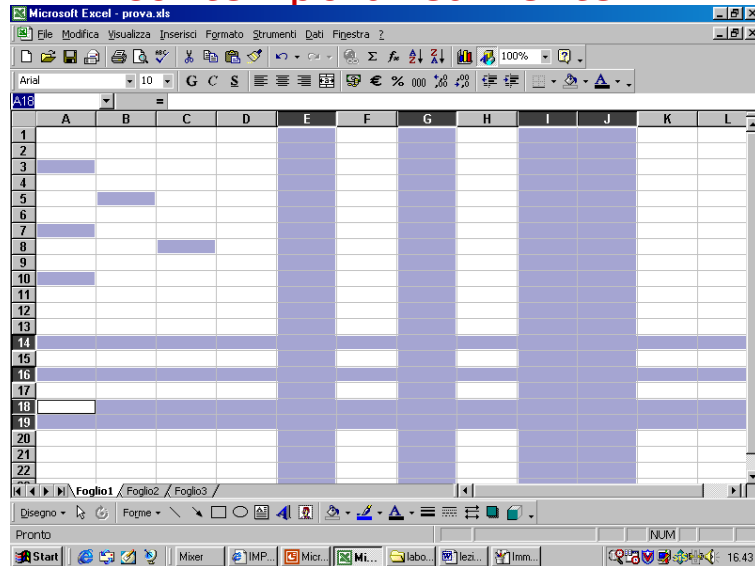 Microsoft Excel - prova.xls
File Modifica Visualizza Inserisci Formato Strumenti Dati Finestra ?
100%
Arial 10 G C S € % 000
A18 =
A B C D E F G H I J K L
1
2
3
4
5
6
7
8
9
10
11
12
13
14
15
16
17
18
19
20
21
22
Foglio1 Foglio2 Foglio3
Disegno Forme
Pronto NUM
Start Mixer IMP... Micr... Mi... labo... lezi... Imm... 16.43